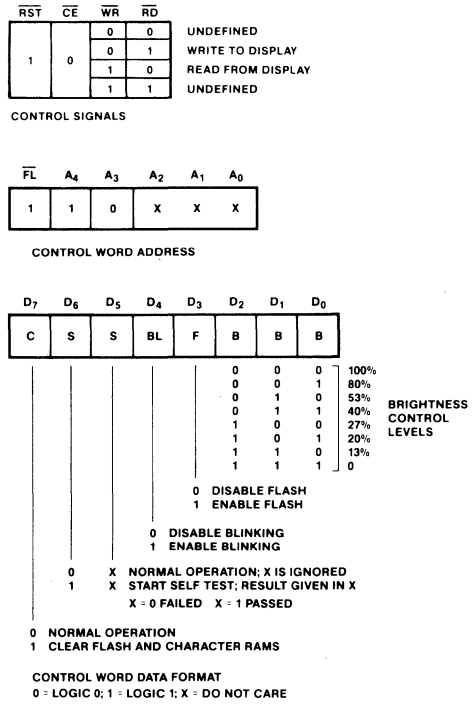 RST CE WR RD
0 0 UNDEFINED
1 0 0 1 WRITE TO DISPLAY
1 0 READ FROM DISPLAY
1 1 UNDEFINED
CONTROL SIGNALS
FL A4 A3 A2 A1 A0
1 1 0 X X X
CONTROL WORD ADDRESS
D7 D6 D5 D4 D3 D2 D1 D0
C S S BL F B B B
0 0 0 100%
0 0 1 80%
0 1 0 53%
0 1 1 40%
1 0 0 27%
1 0 1 20%
1 1 0 13%
1 1 1 0
BRIGHTNESS
CONTROL
LEVELS
0 DISABLE FLASH
1 ENABLE FLASH
0 DISABLE BLINKING
1 ENABLE BLINKING
0 X NORMAL OPERATION; X IS IGNORED
1 X START SELF TEST; RESULT GIVEN IN X
X = 0 FAILED X = 1 PASSED
0 NORMAL OPERATION
1 CLEAR FLASH AND CHARACTER RAMS
CONTROL WORD DATA FORMAT
0 = LOGIC 0; 1 = LOGIC 1; X = DO NOT CARE